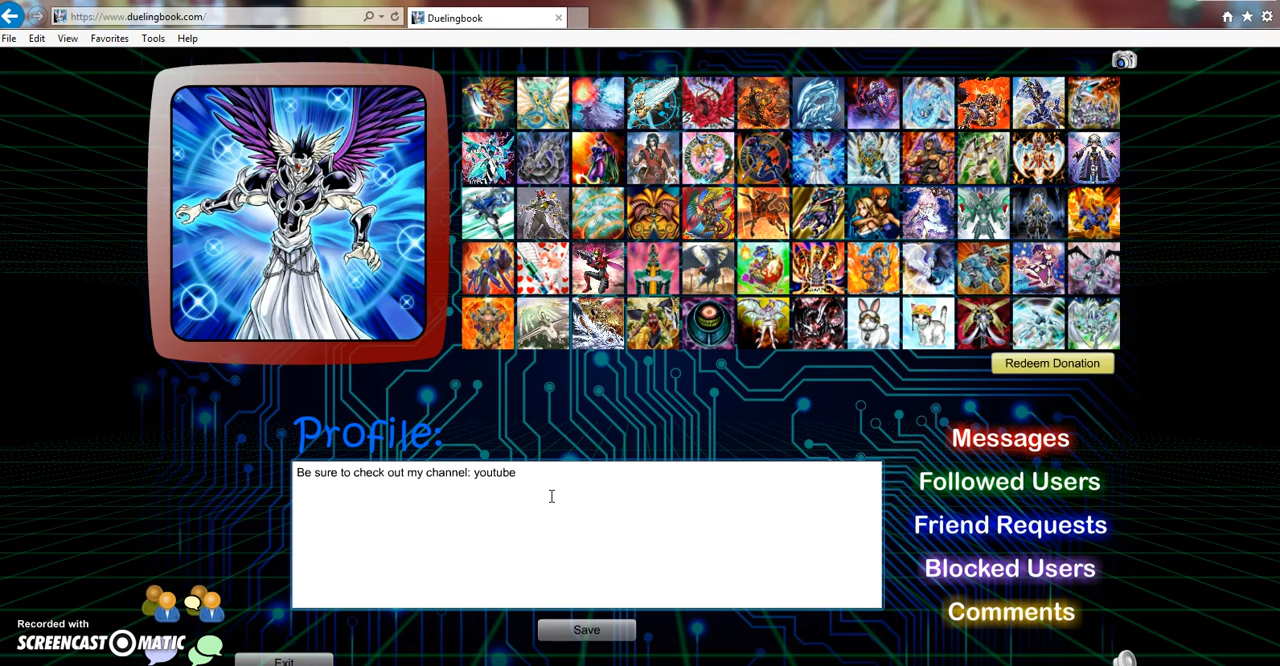 https://www.duelingbook.com/
Duelingbook
File Edit View Favorites Tools Help
Redeem Donation
Profile:
Be sure to check out my channel: youtube
Messages
Followed Users
Friend Requests
Blocked Users
Comments
Save
Exit
Recorded with
SCREENCAST-O-MATIC